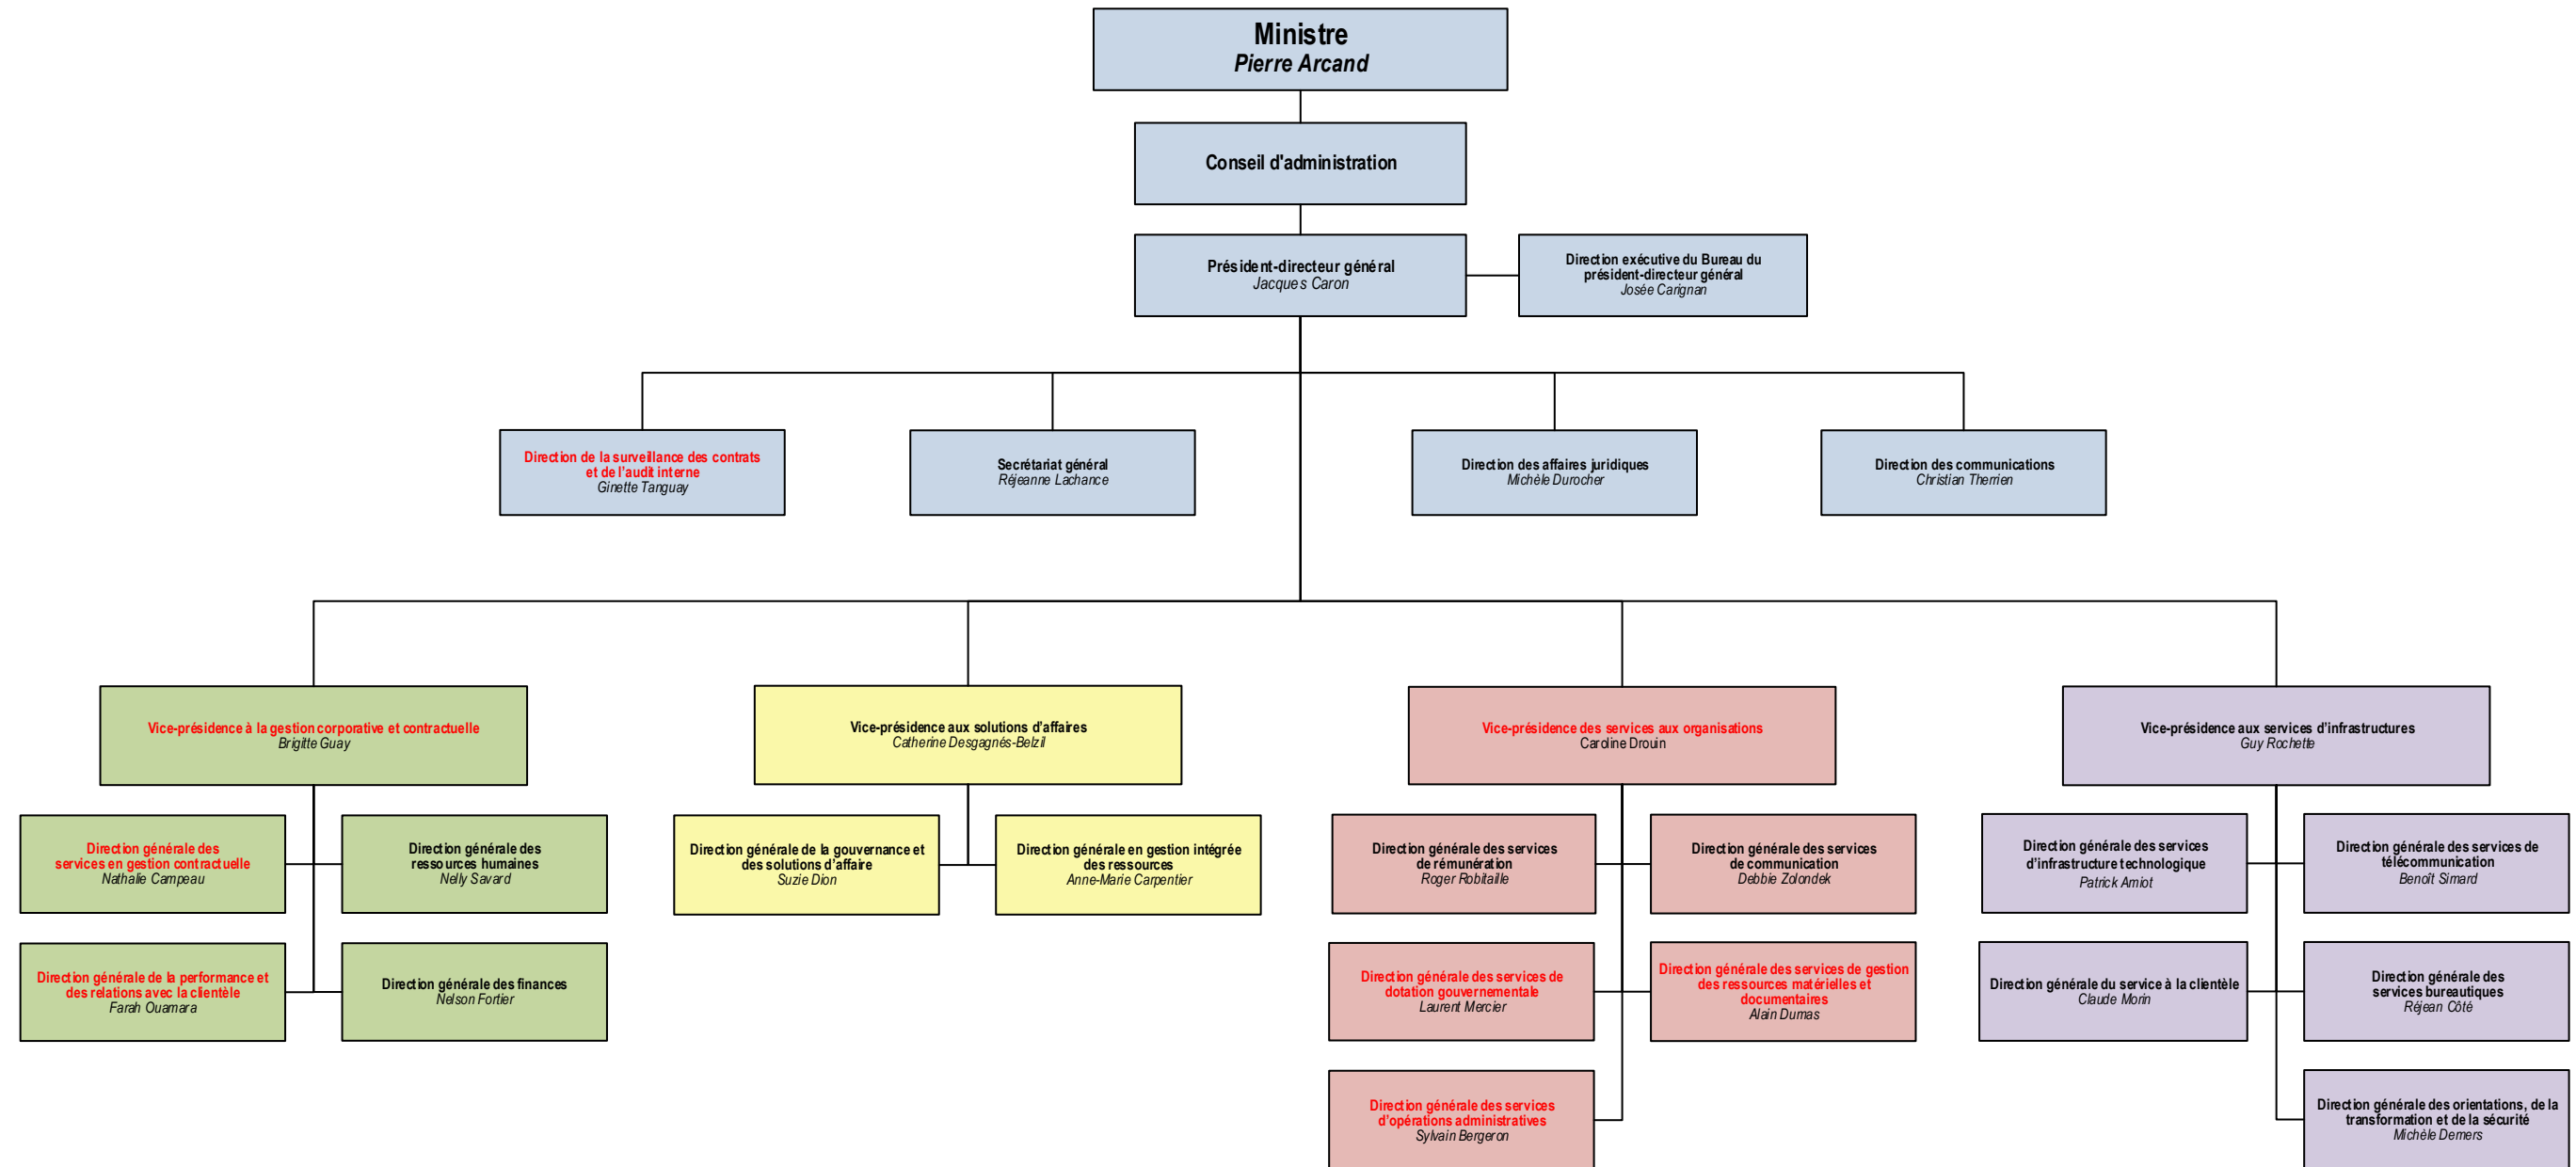 Ministre
Pierre Arcand
Conseil d'administration
Président-directeur général
Jacques Caron
Direction exécutive du Bureau du
président-directeur général
Josée Carignan
Direction de la surveillance des contrats
et de l'audit interne
Ginette Tanguay
Secrétariat général
Réjeanne Lachance
Direction des affaires juridiques
Michèle Durocher
Direction des communications
Christian Therrien
Vice-présidence à la gestion corporative et contractuelle
Brigitte Guay
Vice-présidence aux solutions d'affaires
Catherine Desgagnés-Belzil
Vice-présidence des services aux organisations
Caroline Drouin
Vice-présidence aux services d'infrastructures
Guy Rochette
Direction générale des
services en gestion contractuelle
Nathalie Campeau
Direction générale des
ressources humaines
Nelly Savard
Direction générale de la gouvernance et
des solutions d'affaire
Suzie Dion
Direction générale en gestion intégrée
des ressources
Anne-Marie Carpentier
Direction générale des services
de rémunération
Roger Robitaille
Direction générale des services
de communication
Debbie Zolondek
Direction générale des services
d'infrastructure technologique
Patrick Amiot
Direction générale des services de
télécommunication
Benoît Simard
Direction générale de la performance et
des relations avec la clientèle
Farah Ouamara
Direction générale des finances
Nelson Fortier
Direction générale des services de
dotation gouvernementale
Laurent Mercier
Direction générale des services de gestion
des ressources matérielles et
documentaires
Alain Dumas
Direction générale du service à la clientèle
Claude Morin
Direction générale des
services bureautiques
Réjean Côté
Direction générale des services
d'opérations administratives
Sylvain Bergeron
Direction générale des orientations, de la
transformation et de la sécurité
Michèle Demers